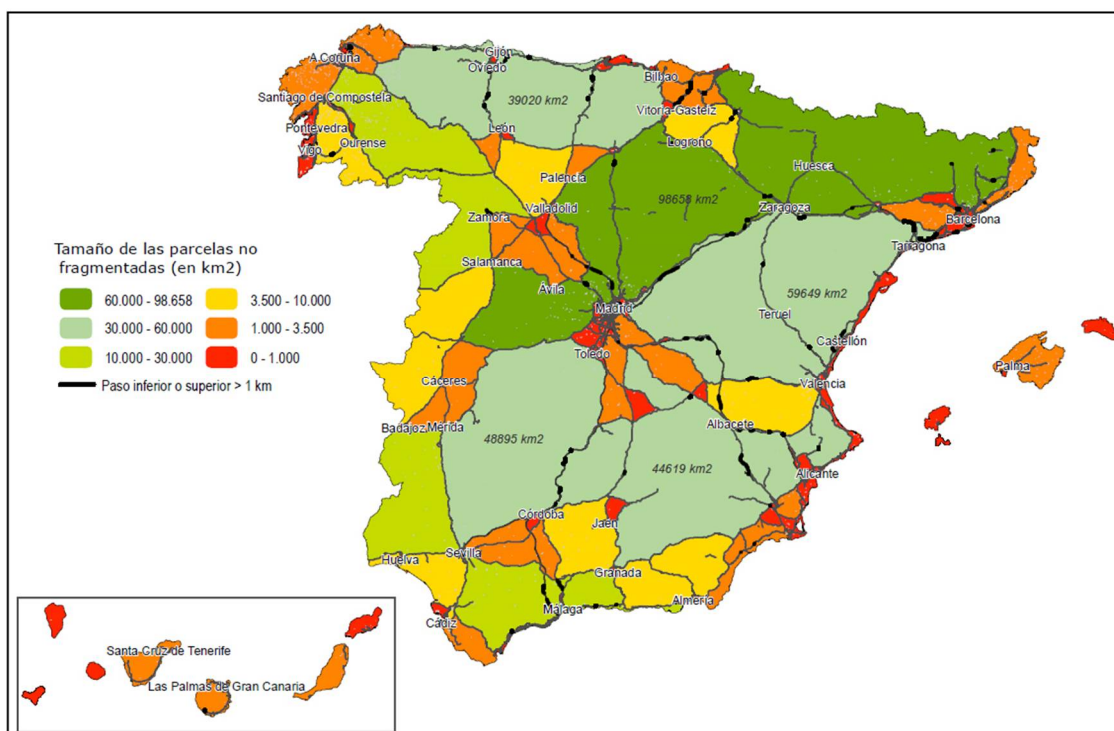 Gijón
A Coruña
Oviedo
Bilbao
39020 km2
Santiago de Compostela
Vitoria-Gasteiz
León
Pontevedra
Ourense
Logroño
Vigo
Huesca
Palencia
98658 km2
Valladolid
Zaragoza
Zamora
Barcelona
Tarragona
Salamanca
Ávila
59649 km2
Madrid
Teruel
Castellón
Toledo
Palma
Cáceres
Valencia
Albacete
Badajoz
Mérida
48895 km2
44619 km2
Alicante
Córdoba
Jaén
Sevilla
Huelva
Granada
Almería
Málaga
Cádiz
Tamaño de las parcelas no
fragmentadas (en km2)
60.000 - 98.658
3.500 - 10.000
30.000 - 60.000
1.000 - 3.500
10.000 - 30.000
0 - 1.000
Paso inferior o superior > 1 km
Santa Cruz de Tenerife
Las Palmas de Gran Canaria